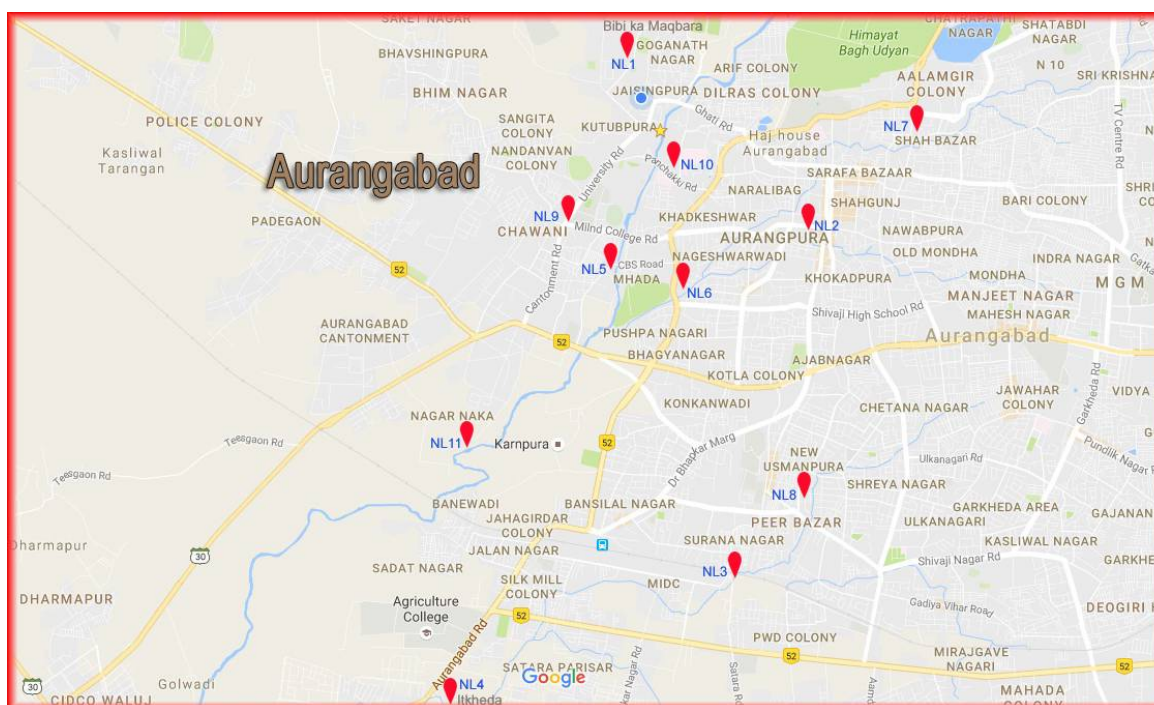 SAKET NAGAR
Bibi ka Maqbara
NL1
GOGANATH
NAGAR
Himayat
Bagh Udyan
CHATRAPATHI
NAGAR
SHATABDI
NAGAR
BHAVSHINGPURA
ARIF COLONY
N 10
AALAMGIR
COLONY
SRI KRISHNA
BHIM NAGAR
JAISINGPURA
DILRAS COLONY
POLICE COLONY
SANGITA
COLONY
KUTUBPURA
Ghati Rd
NL7
TV Centre Rd
Kasliwal
Tarangan
NANDANVAN
COLONY
Haj house
Aurangabad
SHAH BAZAR
Aurangabad
University Rd
NL10
Panchakki Rd
SARAFA BAZAAR
NARALIBAG
SHAHGUNJ
BARI COLONY
PADEGAON
NL9
CHAWANI
Milnd College Rd
KHADKESHWAR
NL2
AURANGPURA
NAWABPURA
OLD MONDHA
52
Cantonment Rd
NL5
CBS Road
MHADA
NAGESHWARWADI
NL6
KHOKADPURA
INDRA NAGAR
MONDHA
MGM
MANJEET NAGAR
AURANGABAD
CANTONMENT
PUSHPA NAGARI
Shivaji High School Rd
MAHESH NAGAR
52
Aurangabad
BHAGYANAGAR
AJABNAGAR
KOTLA COLONY
Garkheda Rd
JAWAHAR
COLONY
VIDYA
NAGAR NAKA
NL11
KONKANWADI
CHETANA NAGAR
Teesgaon Rd
Teesgaon Rd
Karnpura
52
Dr Bhapkar Marg
NEW
USMANPURA
Ulkanagari Rd
Pundlik Nagar
NL8
SHREYA NAGAR
BANEWADI
BANSILAL NAGAR
GARKHEDA AREA
GAJANAN
JAHAGIRDAR
COLONY
PEER BAZAR
ULKANAGARI
Dharmapur
30
JALAN NAGAR
SURANA NAGAR
KASLIWAL NAGAR
SADAT NAGAR
NL3
Shivaji Nagar Rd
GARKHE
SILK MILL
COLONY
MIDC
DHARMAPUR
Agriculture
College
52
Gadiya Vihar Road
DEOGIRI
Aurangabad Rd
PWD COLONY
52
MIRAJGAVE
NAGARI
SATARA PARISAR
Google
Satara Rd
30
Golwadi
NL4
Itkheda
CIDCO WALUJ
MAHADA
COLONY